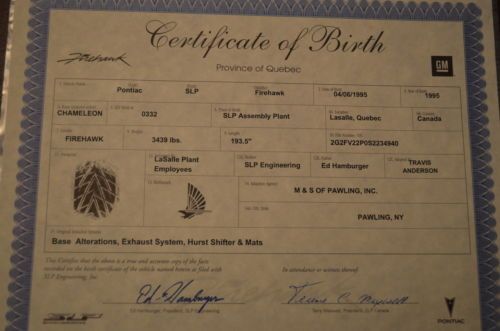 Certificate of Birth
Firehawk
Province of Quebec
GM
Pontiac SLP Firehawk 04/06/1995 1995
CHAMELEON 0332 SLP Assembly Plant Lasalle, Quebec Canada
FIREHAWK 3439 lbs. 193.5" 2G2FV22P0S2234940
LaSalle Plant Employees SLP Engineering Ed Hamburger TRAVIS ANDERSON
M & S OF PAWLING, INC.
PAWLING, NY
Base Alterations, Exhaust System, Hurst Shifter & Mats
This Certifies that the above is a true and accurate copy of the facts
recorded on the birth certificate of the vehicle named hereon as filed with
SLP Engineering, Inc.
In attendance or witness thereof
Ed Hamburger, President, SLP Engineering
Terry Maxwell, President, SLP Canada
SLP
PONTIAC